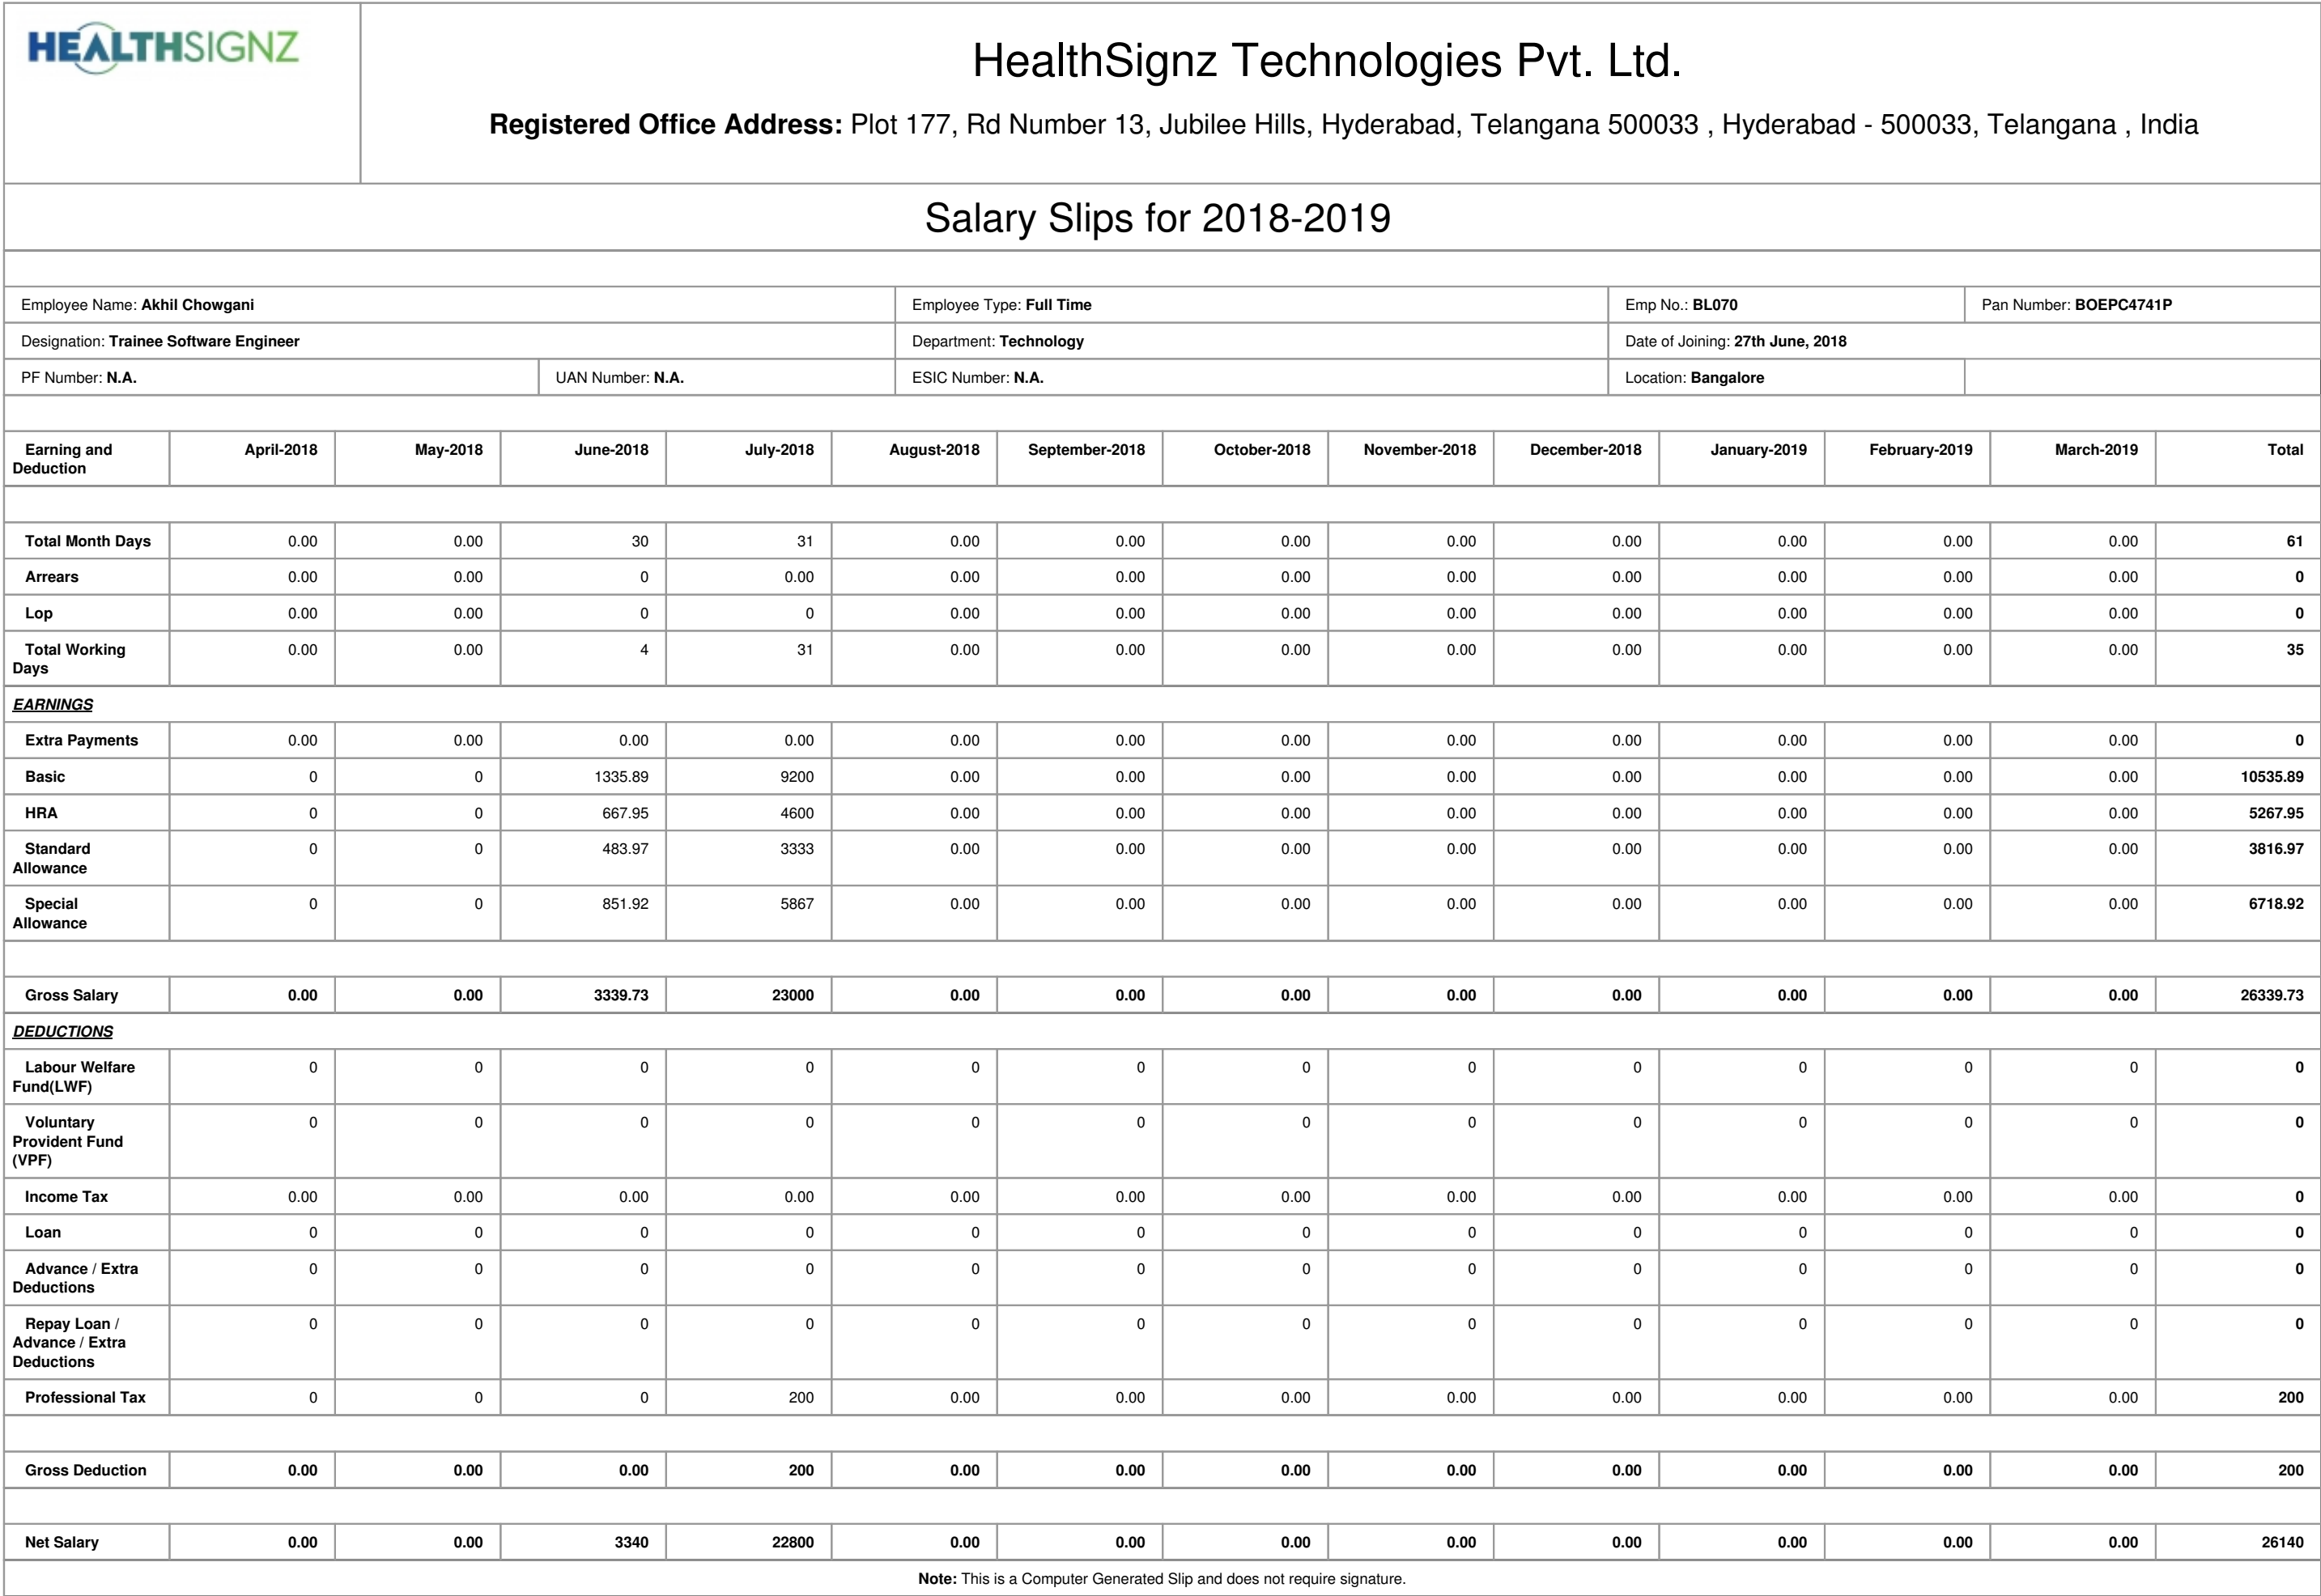 HEALTHSIGNZ
HealthSignz Technologies Pvt. Ltd.
Registered Office Address: Plot 177, Rd Number 13, Jubilee Hills, Hyderabad, Telangana 500033 , Hyderabad - 500033, Telangana , India
Salary Slips for 2018-2019
Employee Name: Akhil Chowgani Employee Type: Full Time Emp No.: BL070 Pan Number: BOEPC4741P
Designation: Trainee Software Engineer Department: Technology Date of Joining: 27th June, 2018
PF Number: N.A. UAN Number: N.A. ESIC Number: N.A. Location: Bangalore
Earning and April-2018 May-2018 June-2018 July-2018 August-2018 September-2018 October-2018 November-2018 December-2018 January-2019 February-2019 March-2019 Total
Deduction
Total Month Days 0.00 0.00 30 31 0.00 0.00 0.00 0.00 0.00 0.00 0.00 0.00 61
Arrears 0.00 0.00 0 0.00 0.00 0.00 0.00 0.00 0.00 0.00 0.00 0.00 0
Lop 0.00 0.00 0 0 0.00 0.00 0.00 0.00 0.00 0.00 0.00 0.00 0
Total Working 0.00 0.00 4 31 0.00 0.00 0.00 0.00 0.00 0.00 0.00 0.00 35
Days
EARNINGS
Extra Payments 0.00 0.00 0.00 0.00 0.00 0.00 0.00 0.00 0.00 0.00 0.00 0.00 0
Basic 0 0 1335.89 9200 0.00 0.00 0.00 0.00 0.00 0.00 0.00 0.00 10535.89
HRA 0 0 667.95 4600 0.00 0.00 0.00 0.00 0.00 0.00 0.00 0.00 5267.95
Standard 0 0 483.97 3333 0.00 0.00 0.00 0.00 0.00 0.00 0.00 0.00 3816.97
Allowance
Special 0 0 851.92 5867 0.00 0.00 0.00 0.00 0.00 0.00 0.00 0.00 6718.92
Allowance
Gross Salary 0.00 0.00 3339.73 23000 0.00 0.00 0.00 0.00 0.00 0.00 0.00 0.00 26339.73
DEDUCTIONS
Labour Welfare 0 0 0 0 0 0 0 0 0 0 0 0 0
Fund(LWF)
Voluntary 0 0 0 0 0 0 0 0 0 0 0 0 0
Provident Fund
(VPF)
Income Tax 0.00 0.00 0.00 0.00 0.00 0.00 0.00 0.00 0.00 0.00 0.00 0.00 0
Loan 0 0 0 0 0 0 0 0 0 0 0 0 0
Advance / Extra 0 0 0 0 0 0 0 0 0 0 0 0 0
Deductions
Repay Loan / 0 0 0 0 0 0 0 0 0 0 0 0 0
Advance / Extra
Deductions
Professional Tax 0 0 0 200 0.00 0.00 0.00 0.00 0.00 0.00 0.00 0.00 200
Gross Deduction 0.00 0.00 0.00 200 0.00 0.00 0.00 0.00 0.00 0.00 0.00 0.00 200
Net Salary 0.00 0.00 3340 22800 0.00 0.00 0.00 0.00 0.00 0.00 0.00 0.00 26140
Note: This is a Computer Generated Slip and does not require signature.